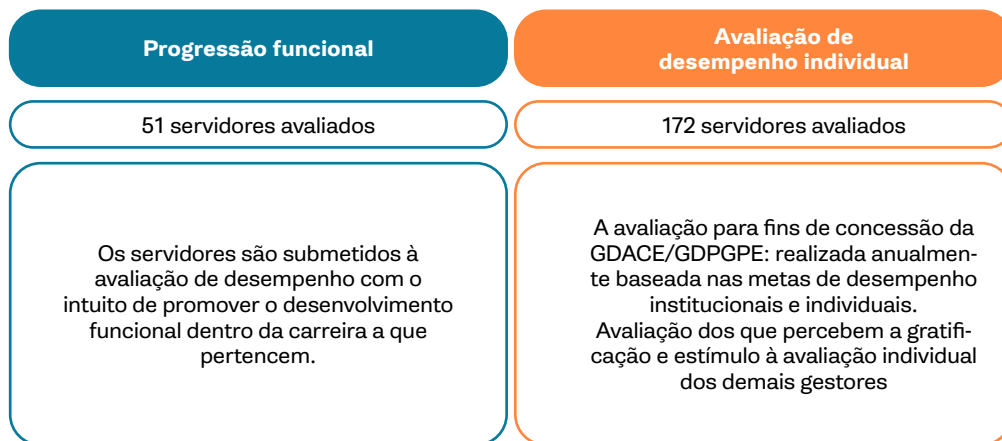 Progressão funcional
51 servidores avaliados
Os servidores são submetidos à
avaliação de desempenho com o
intuito de promover o desenvolvimento
funcional dentro da carreira a que
pertencem.
Avaliação de
desempenho individual
172 servidores avaliados
A avaliação para fins de concessão da
GDACE/GDPGPE: realizada anualmen-
te baseada nas metas de desempenho
institucionais e individuais.
Avaliação dos que percebem a gratifi-
cação e estímulo à avaliação individual
dos demais gestores